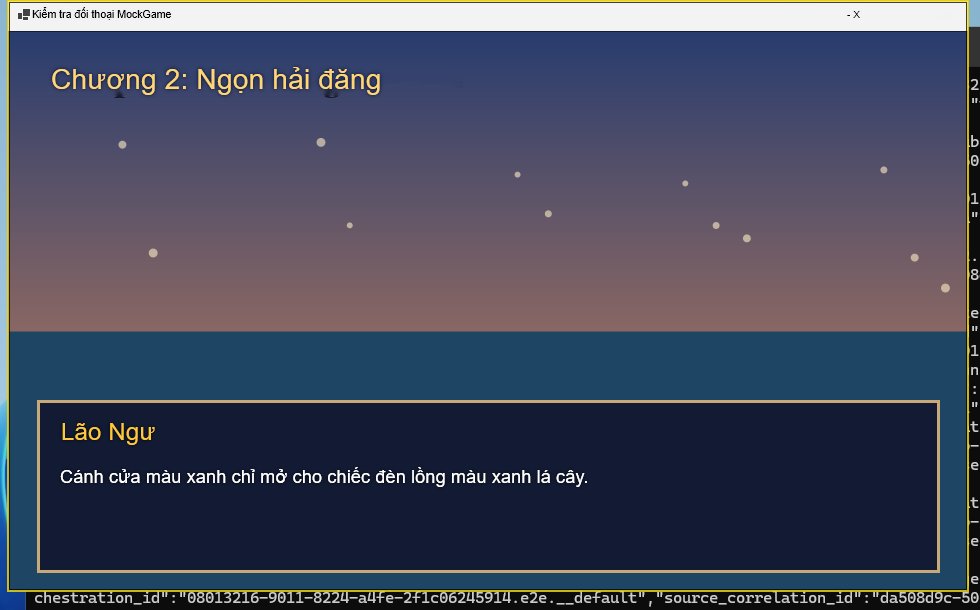 Kiểm tra đối thoại MockGame
- X
Chương 2: Ngọn hải đăng
Lão Ngư
Cánh cửa màu xanh chỉ mở cho chiếc đèn lồng màu xanh lá cây.
chestration_id":"08013216-9011-8224-a4fe-2f1c06245914.e2e.__default","source_correlation_id":"da508d9c-5